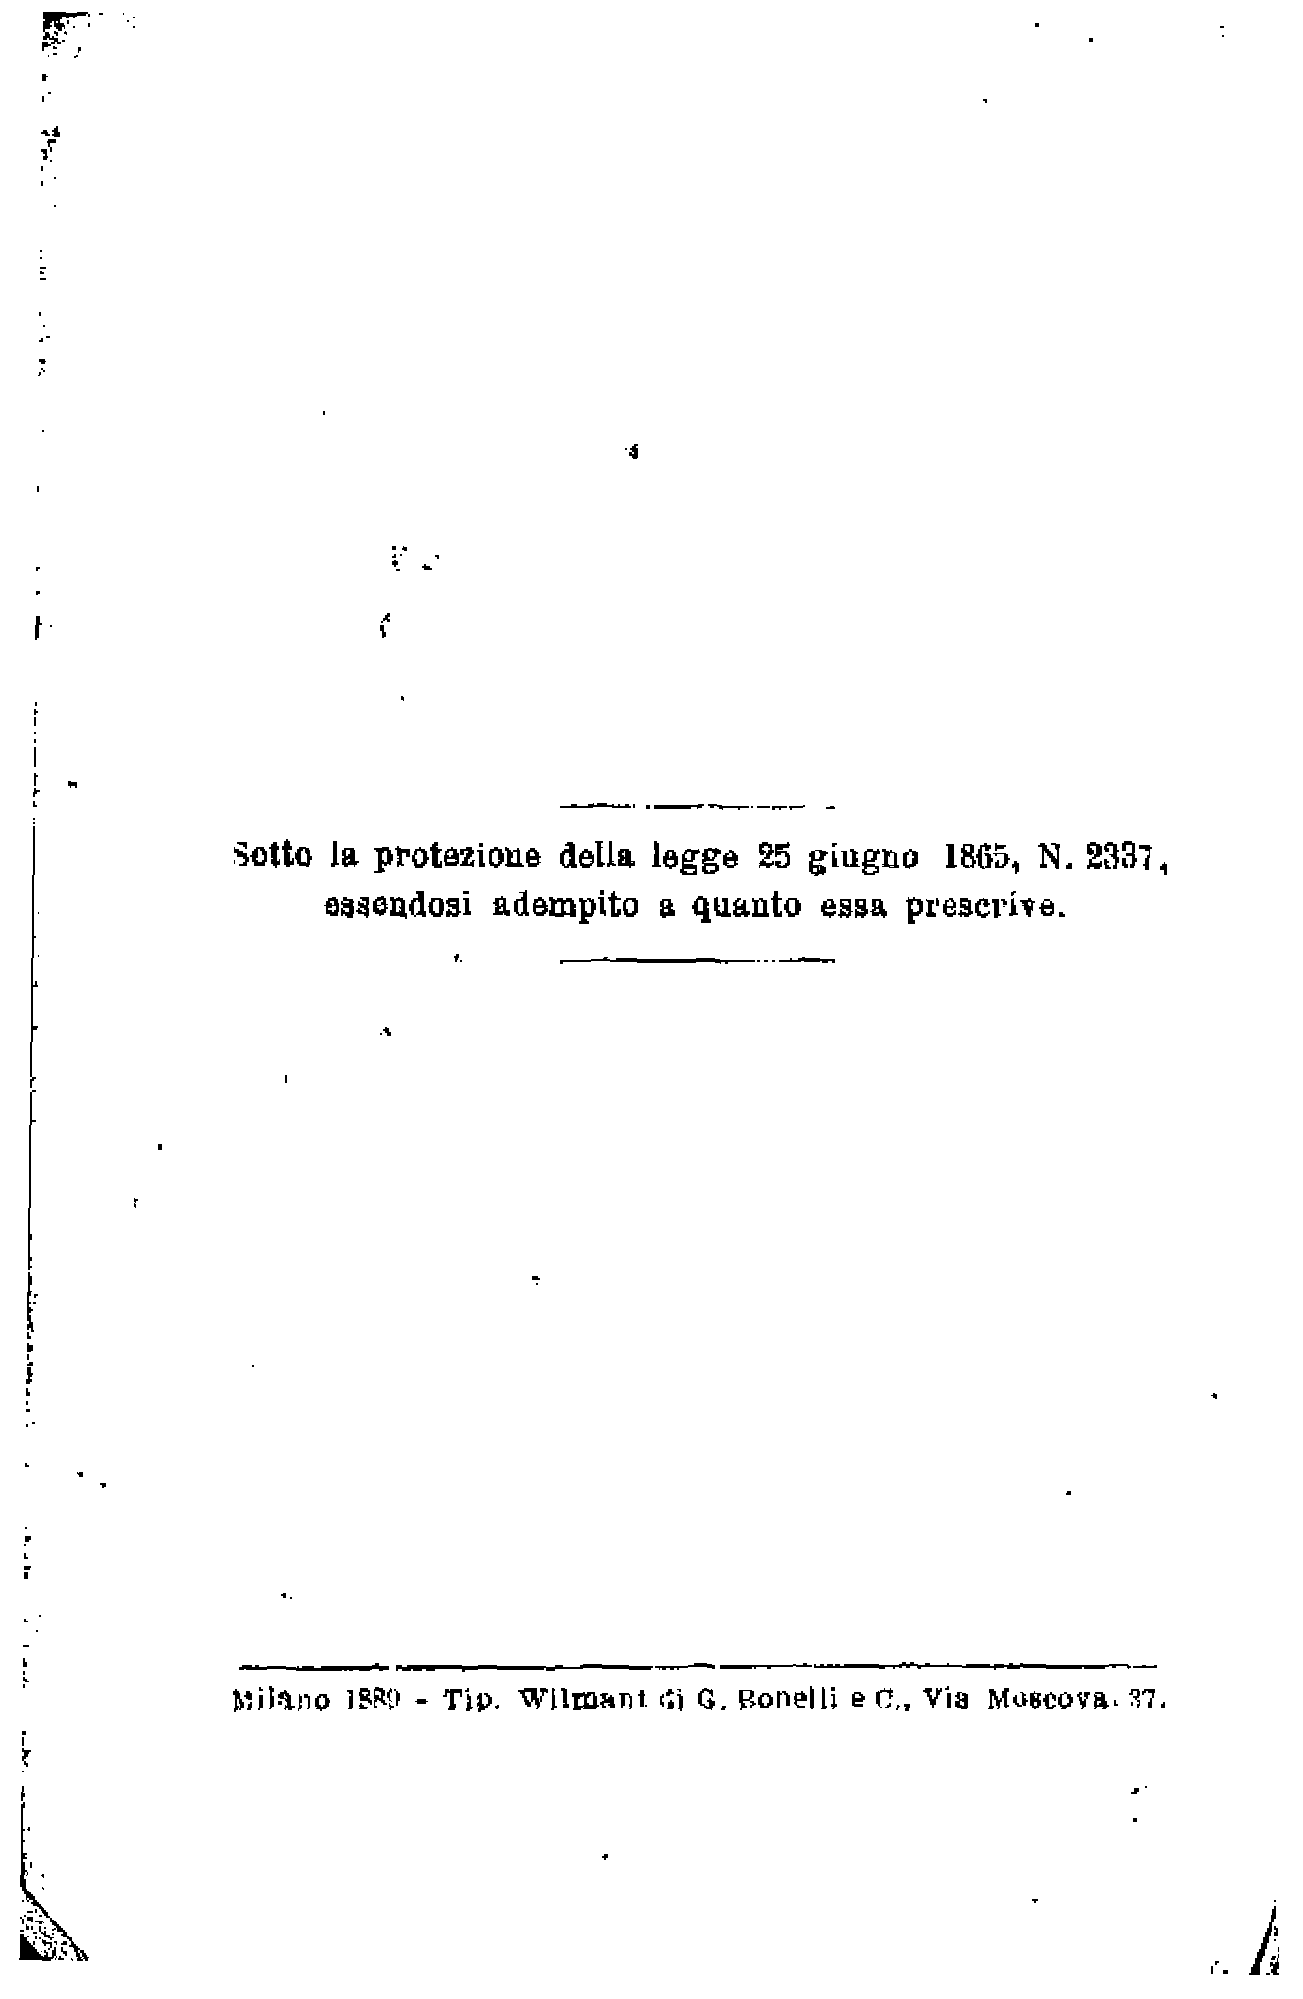 Sotto la protezione della legge 25 giugno 1865, N. 2337,
essendosi adempito a quanto essa prescrive.
Milano 1880 - Tip. Wilmant di G. Bonelli e C., Via Moscova. 37.